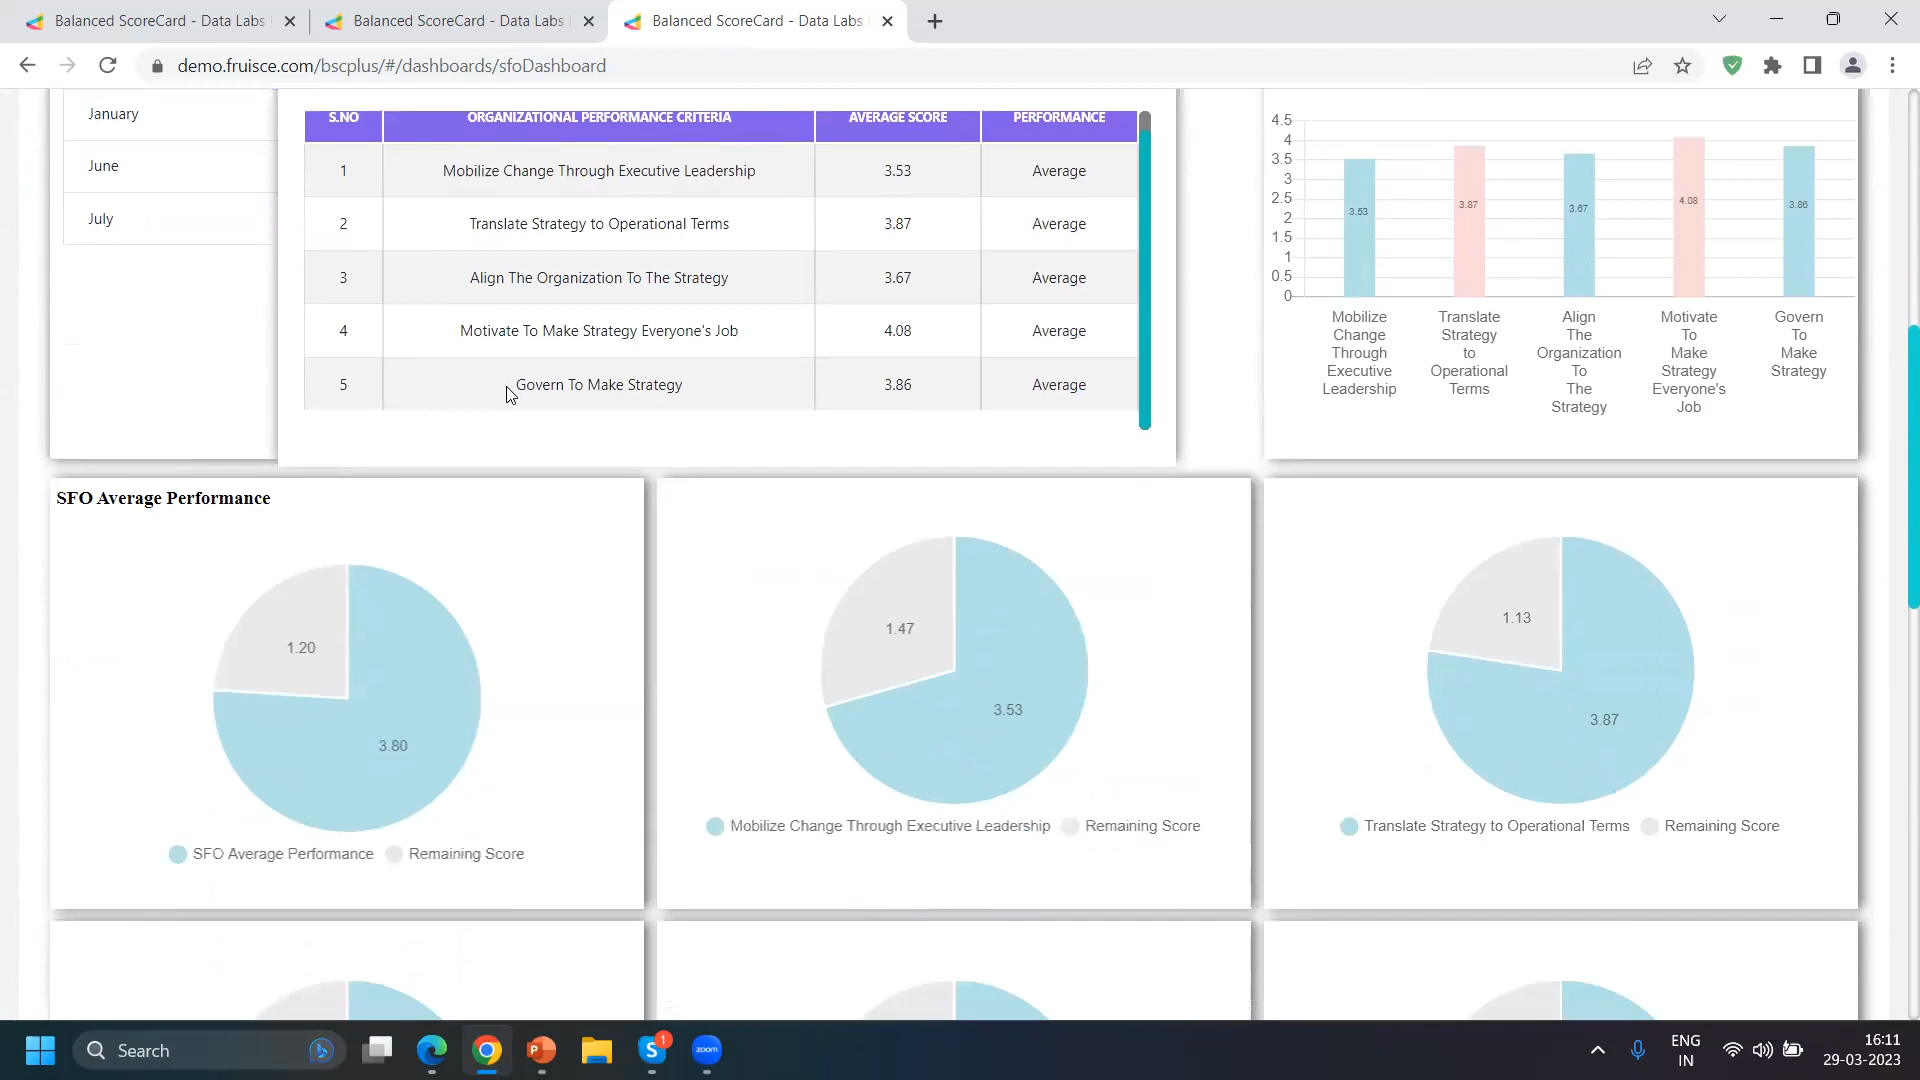 Balanced ScoreCard - Data Labs
Balanced ScoreCard - Data Labs
Balanced ScoreCard - Data Labs
demo.fruisce.com/bscplus/#/dashboards/sfoDashboard
January
June
July
S.NO ORGANIZATIONAL PERFORMANCE CRITERIA AVERAGE SCORE PERFORMANCE
1 Mobilize Change Through Executive Leadership 3.53 Average
2 Translate Strategy to Operational Terms 3.87 Average
3 Align The Organization To The Strategy 3.67 Average
4 Motivate To Make Strategy Everyone's Job 4.08 Average
5 Govern To Make Strategy 3.86 Average
4.5
4
3.5
3
2.5
2
1.5
1
0.5
0
3.53
3.87
3.67
4.08
3.86
Mobilize
Change
Through
Executive
Leadership
Translate
Strategy
to
Operational
Terms
Align
The
Organization
To
The
Strategy
Motivate
To
Make
Strategy
Everyone's
Job
Govern
To
Make
Strategy
SFO Average Performance
1.20
3.80
SFO Average Performance Remaining Score
1.47
3.53
Mobilize Change Through Executive Leadership Remaining Score
1.13
3.87
Translate Strategy to Operational Terms Remaining Score
Search
1
zoom
ENG
IN
16:11
29-03-2023